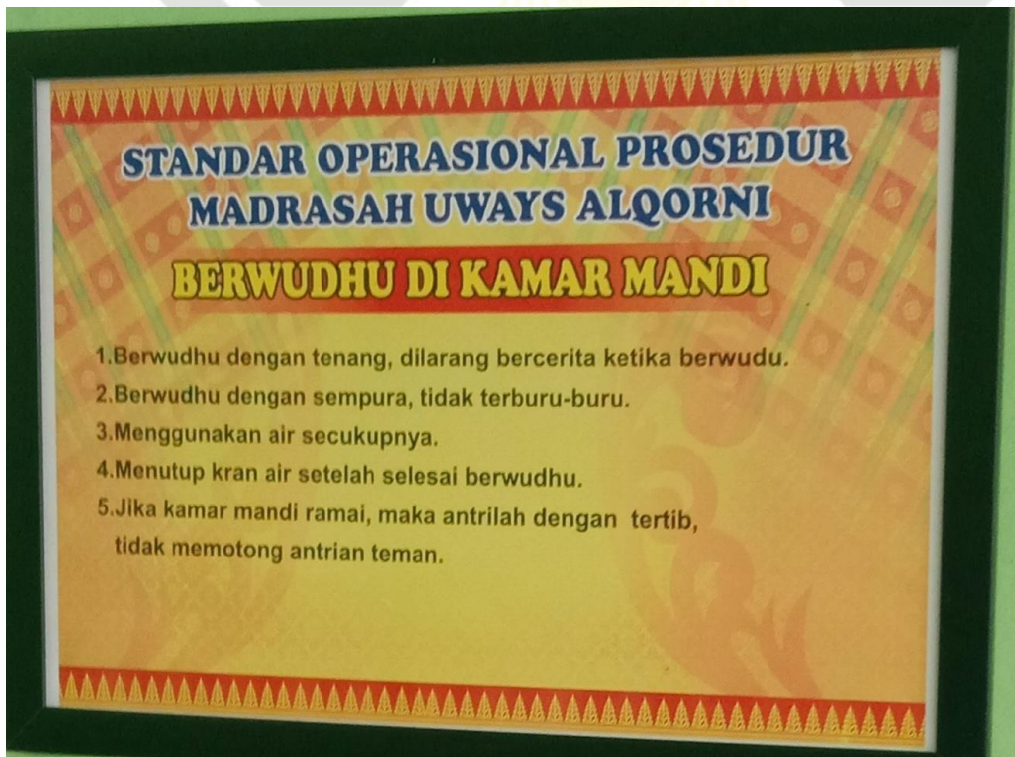 STANDAR OPERASIONAL PROSEDUR
MADRASAH UWAYS ALQORNI
BERWUDHU DI KAMAR MANDI
1.Berwudhu dengan tenang, dilarang bercerita ketika berwudu.
2.Berwudhu dengan sempura, tidak terburu-buru.
3.Menggunakan air secukupnya.
4.Menutup kran air setelah selesai berwudhu.
5.Jika kamar mandi ramai, maka antrilah dengan tertib,
tidak memotong antrian teman.